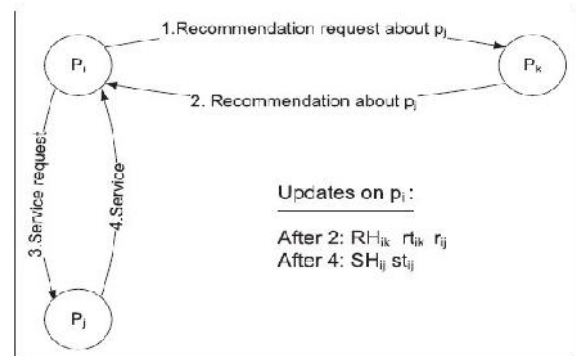 1.Recommendation request about pj
Pi
Pk
2. Recommendation about pj
3.Service request
4.Service
Updates on pi:
After 2: RHik rtik rij
After 4: SHij stij
Pj